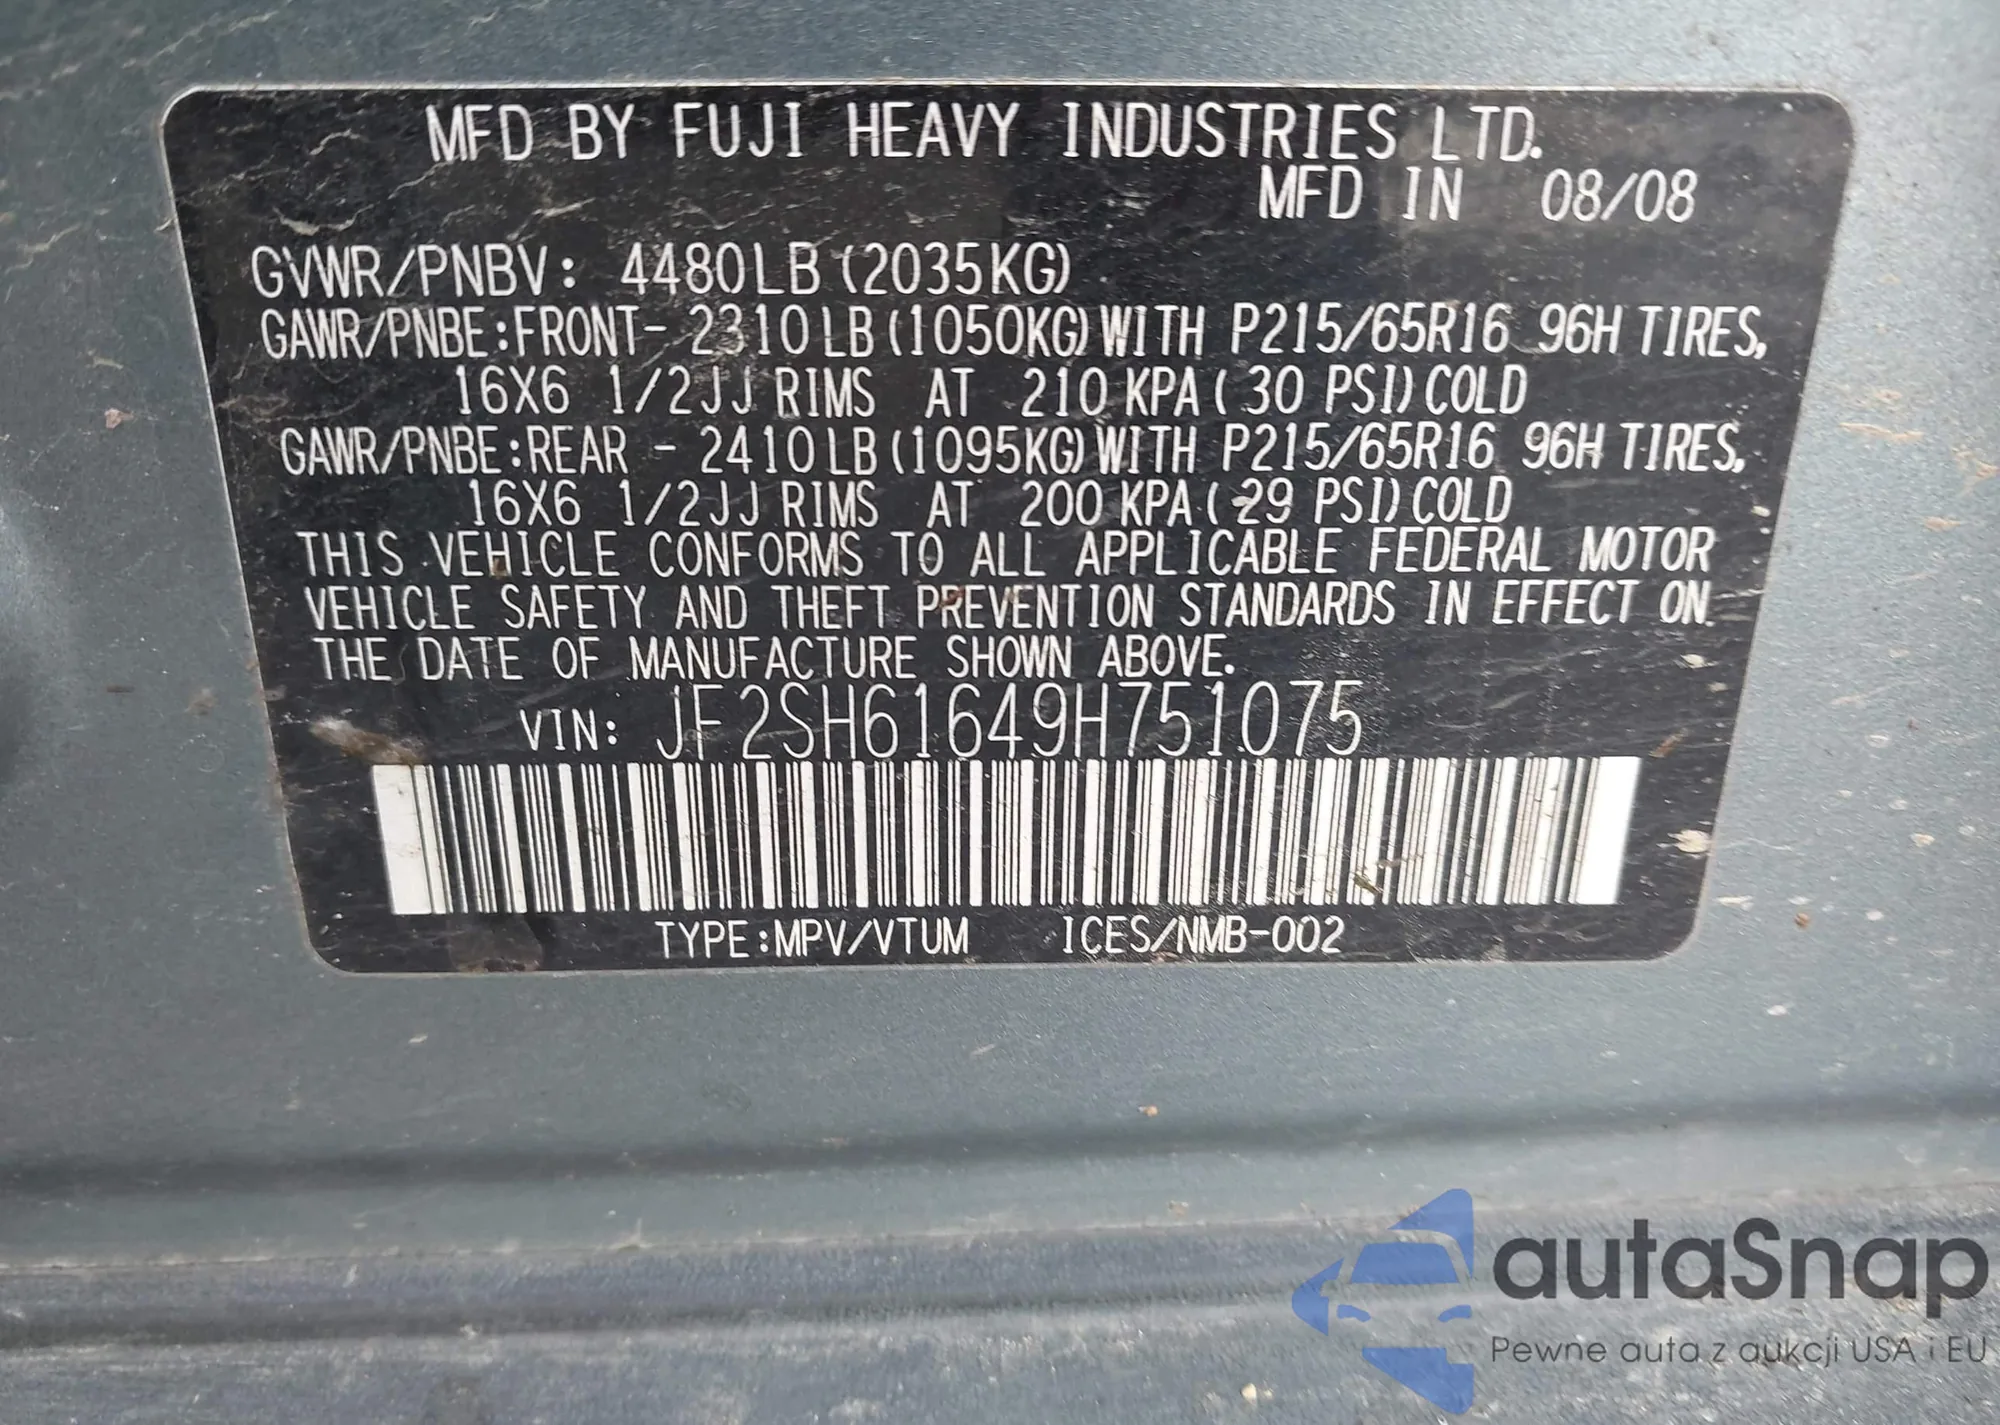 MFD BY FUJI HEAVY INDUSTRIES LTD.
MFD IN 08/08
GVWR/PNBV: 4480LB (2035KG)
GAWR/PNBE:FRONT- 2310LB (1050KG) WITH P215/65R16 96H TIRES,
16X6 1/2JJ RIMS AT 210 KPA ( 30 PSI) COLD
GAWR/PNBE:REAR - 2410LB (1095KG) WITH P215/65R16 96H TIRES,
16X6 1/2JJ RIMS AT 200 KPA ( 29 PSI) COLD
THIS VEHICLE CONFORMS TO ALL APPLICABLE FEDERAL MOTOR
VEHICLE SAFETY AND THEFT PREVENTION STANDARDS IN EFFECT ON
THE DATE OF MANUFACTURE SHOWN ABOVE.
VIN: JF2SH61649H751075
TYPE:MPV/VTUM ICES/NMB-002
autaSnap
Pewne auta z aukcji USA i EU